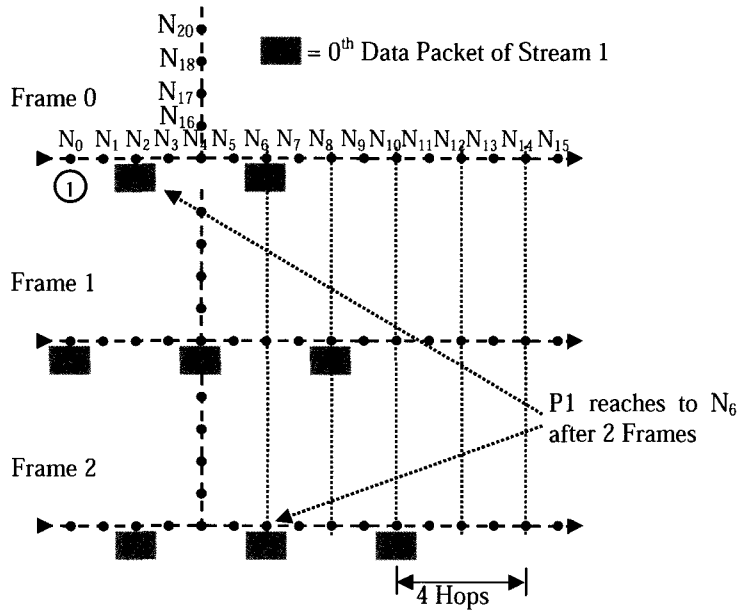 N₂₀
N₁₈
N₁₇
N₁₆
= 0ᵗʰ Data Packet of Stream 1
Frame 0
N₀ N₁ N₂ N₃ N₄ N₅ N₆ N₇ N₈ N₉ N₁₀ N₁₁ N₁₂ N₁₃ N₁₄ N₁₅
1
Frame 1
P1 reaches to N₆
after 2 Frames
Frame 2
4 Hops